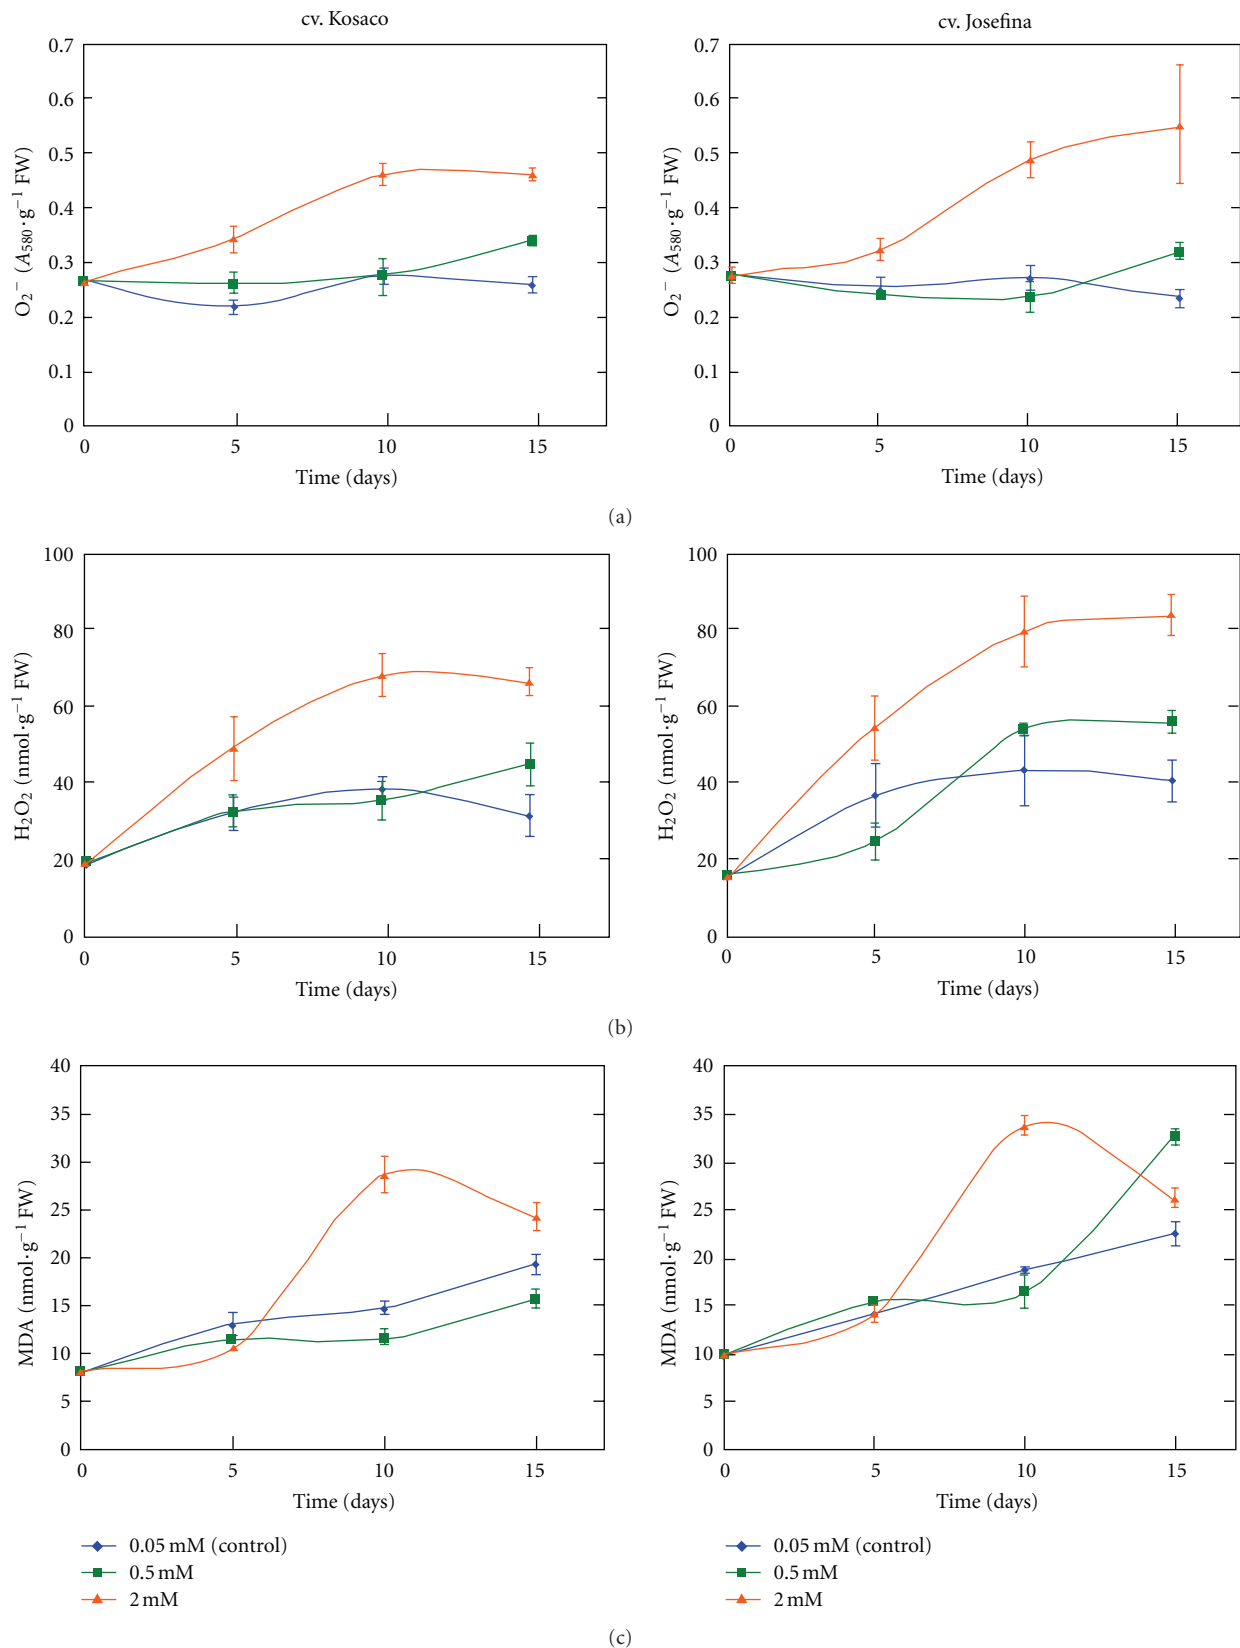 cv. Kosaco
cv. Josefina
0.7
0.6
0.5
0.4
0.3
0.2
0.1
0
O₂⁻ (A₅₈₀·g⁻¹ FW)
0 5 10 15
Time (days)
0.7
0.6
0.5
0.4
0.3
0.2
0.1
0
O₂⁻ (A₅₈₀·g⁻¹ FW)
0 5 10 15
Time (days)
(a)
100
80
60
40
20
0
H₂O₂ (nmol·g⁻¹ FW)
0 5 10 15
Time (days)
100
80
60
40
20
0
H₂O₂ (nmol·g⁻¹ FW)
0 5 10 15
Time (days)
(b)
40
35
30
25
20
15
10
5
0
MDA (nmol·g⁻¹ FW)
0 5 10 15
Time (days)
0.05 mM (control)
0.5 mM
2 mM
40
35
30
25
20
15
10
5
0
MDA (nmol·g⁻¹ FW)
0 5 10 15
Time (days)
0.05 mM (control)
0.5 mM
2 mM
(c)